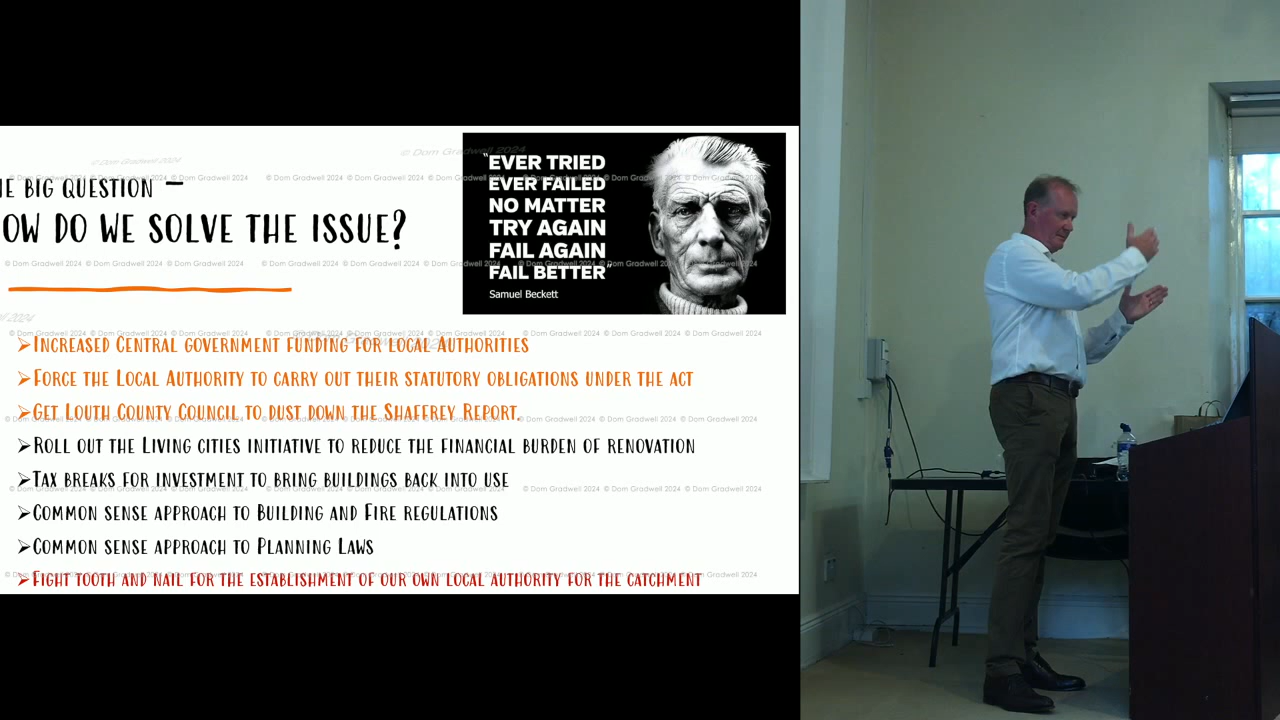 HE BIG QUESTION –
OW DO WE SOLVE THE ISSUE?
"EVER TRIED
EVER FAILED
NO MATTER
TRY AGAIN
FAIL AGAIN
FAIL BETTER"
Samuel Beckett
➢Increased Central government funding for local Authorities
➢Force the Local Authority to carry out their statutory obligations under the act
➢Get Louth County Council to dust down the Shaffrey Report.
➢Roll out the Living cities initiative to reduce the financial burden of renovation
➢Tax breaks for investment to bring buildings back into use
➢Common sense approach to Building and Fire regulations
➢Common sense approach to Planning Laws
➢Fight tooth and nail for the establishment of our own local authority for the catchment
© Dom Gradwell 2024